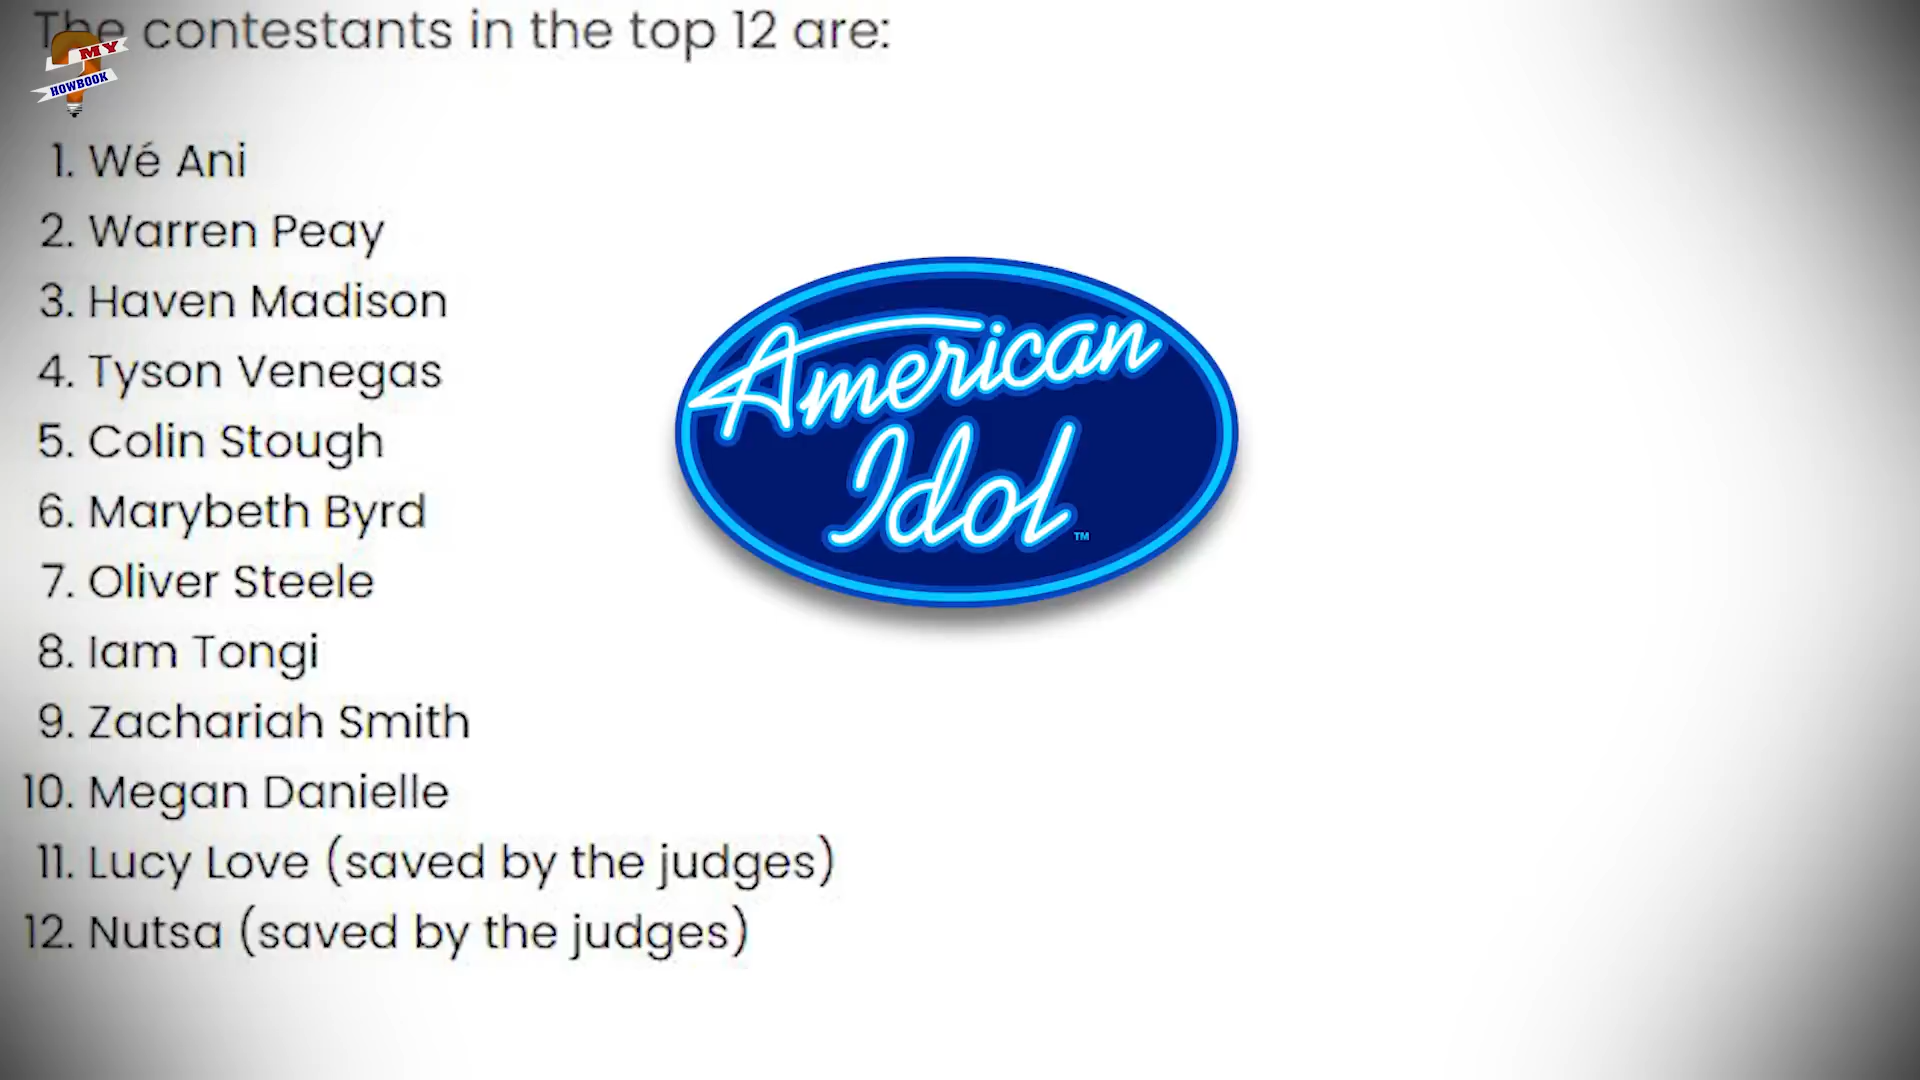 The contestants in the top 12 are:
MY
HOWBOOK
1. Wé Ani
2. Warren Peay
3. Haven Madison
4. Tyson Venegas
5. Colin Stough
6. Marybeth Byrd
7. Oliver Steele
8. Iam Tongi
9. Zachariah Smith
10. Megan Danielle
11. Lucy Love (saved by the judges)
12. Nutsa (saved by the judges)
American
Idol TM